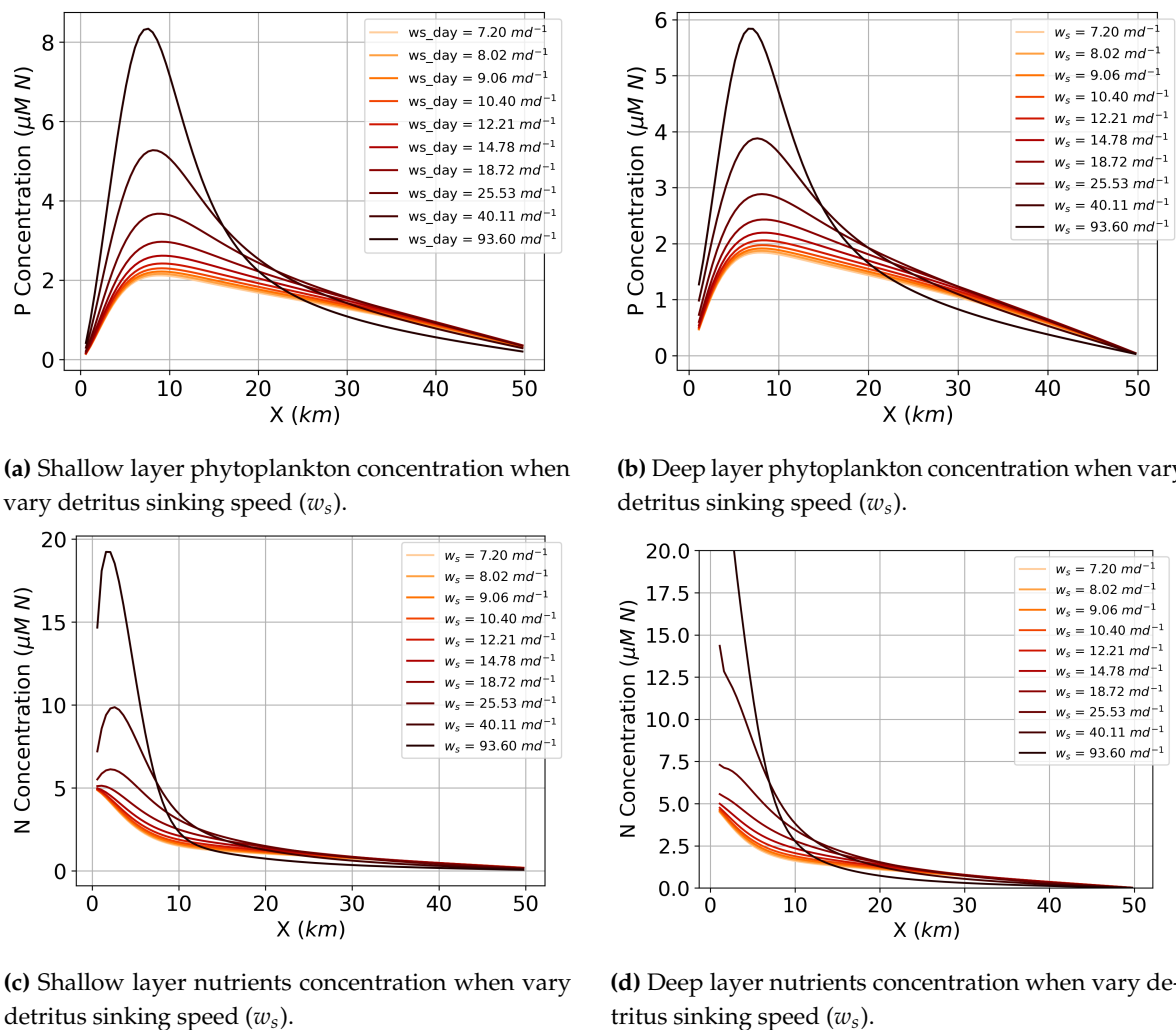 8
6
4
2
0
P Concentration (μM N)
0 10 20 30 40 50
X (km)
ws_day = 7.20 md⁻¹
ws_day = 8.02 md⁻¹
ws_day = 9.06 md⁻¹
ws_day = 10.40 md⁻¹
ws_day = 12.21 md⁻¹
ws_day = 14.78 md⁻¹
ws_day = 18.72 md⁻¹
ws_day = 25.53 md⁻¹
ws_day = 40.11 md⁻¹
ws_day = 93.60 md⁻¹
(a) Shallow layer phytoplankton concentration when
vary detritus sinking speed (wₛ).
6
5
4
3
2
1
0
P Concentration (μM N)
0 10 20 30 40 50
X (km)
wₛ = 7.20 md⁻¹
wₛ = 8.02 md⁻¹
wₛ = 9.06 md⁻¹
wₛ = 10.40 md⁻¹
wₛ = 12.21 md⁻¹
wₛ = 14.78 md⁻¹
wₛ = 18.72 md⁻¹
wₛ = 25.53 md⁻¹
wₛ = 40.11 md⁻¹
wₛ = 93.60 md⁻¹
(b) Deep layer phytoplankton concentration when vary
detritus sinking speed (wₛ).
20
15
10
5
0
N Concentration (μM N)
0 10 20 30 40 50
X (km)
wₛ = 7.20 md⁻¹
wₛ = 8.02 md⁻¹
wₛ = 9.06 md⁻¹
wₛ = 10.40 md⁻¹
wₛ = 12.21 md⁻¹
wₛ = 14.78 md⁻¹
wₛ = 18.72 md⁻¹
wₛ = 25.53 md⁻¹
wₛ = 40.11 md⁻¹
wₛ = 93.60 md⁻¹
(c) Shallow layer nutrients concentration when vary
detritus sinking speed (wₛ).
20.0
17.5
15.0
12.5
10.0
7.5
5.0
2.5
0.0
N Concentration (μM N)
0 10 20 30 40 50
X (km)
wₛ = 7.20 md⁻¹
wₛ = 8.02 md⁻¹
wₛ = 9.06 md⁻¹
wₛ = 10.40 md⁻¹
wₛ = 12.21 md⁻¹
wₛ = 14.78 md⁻¹
wₛ = 18.72 md⁻¹
wₛ = 25.53 md⁻¹
wₛ = 40.11 md⁻¹
wₛ = 93.60 md⁻¹
(d) Deep layer nutrients concentration when vary de-
tritus sinking speed (wₛ).